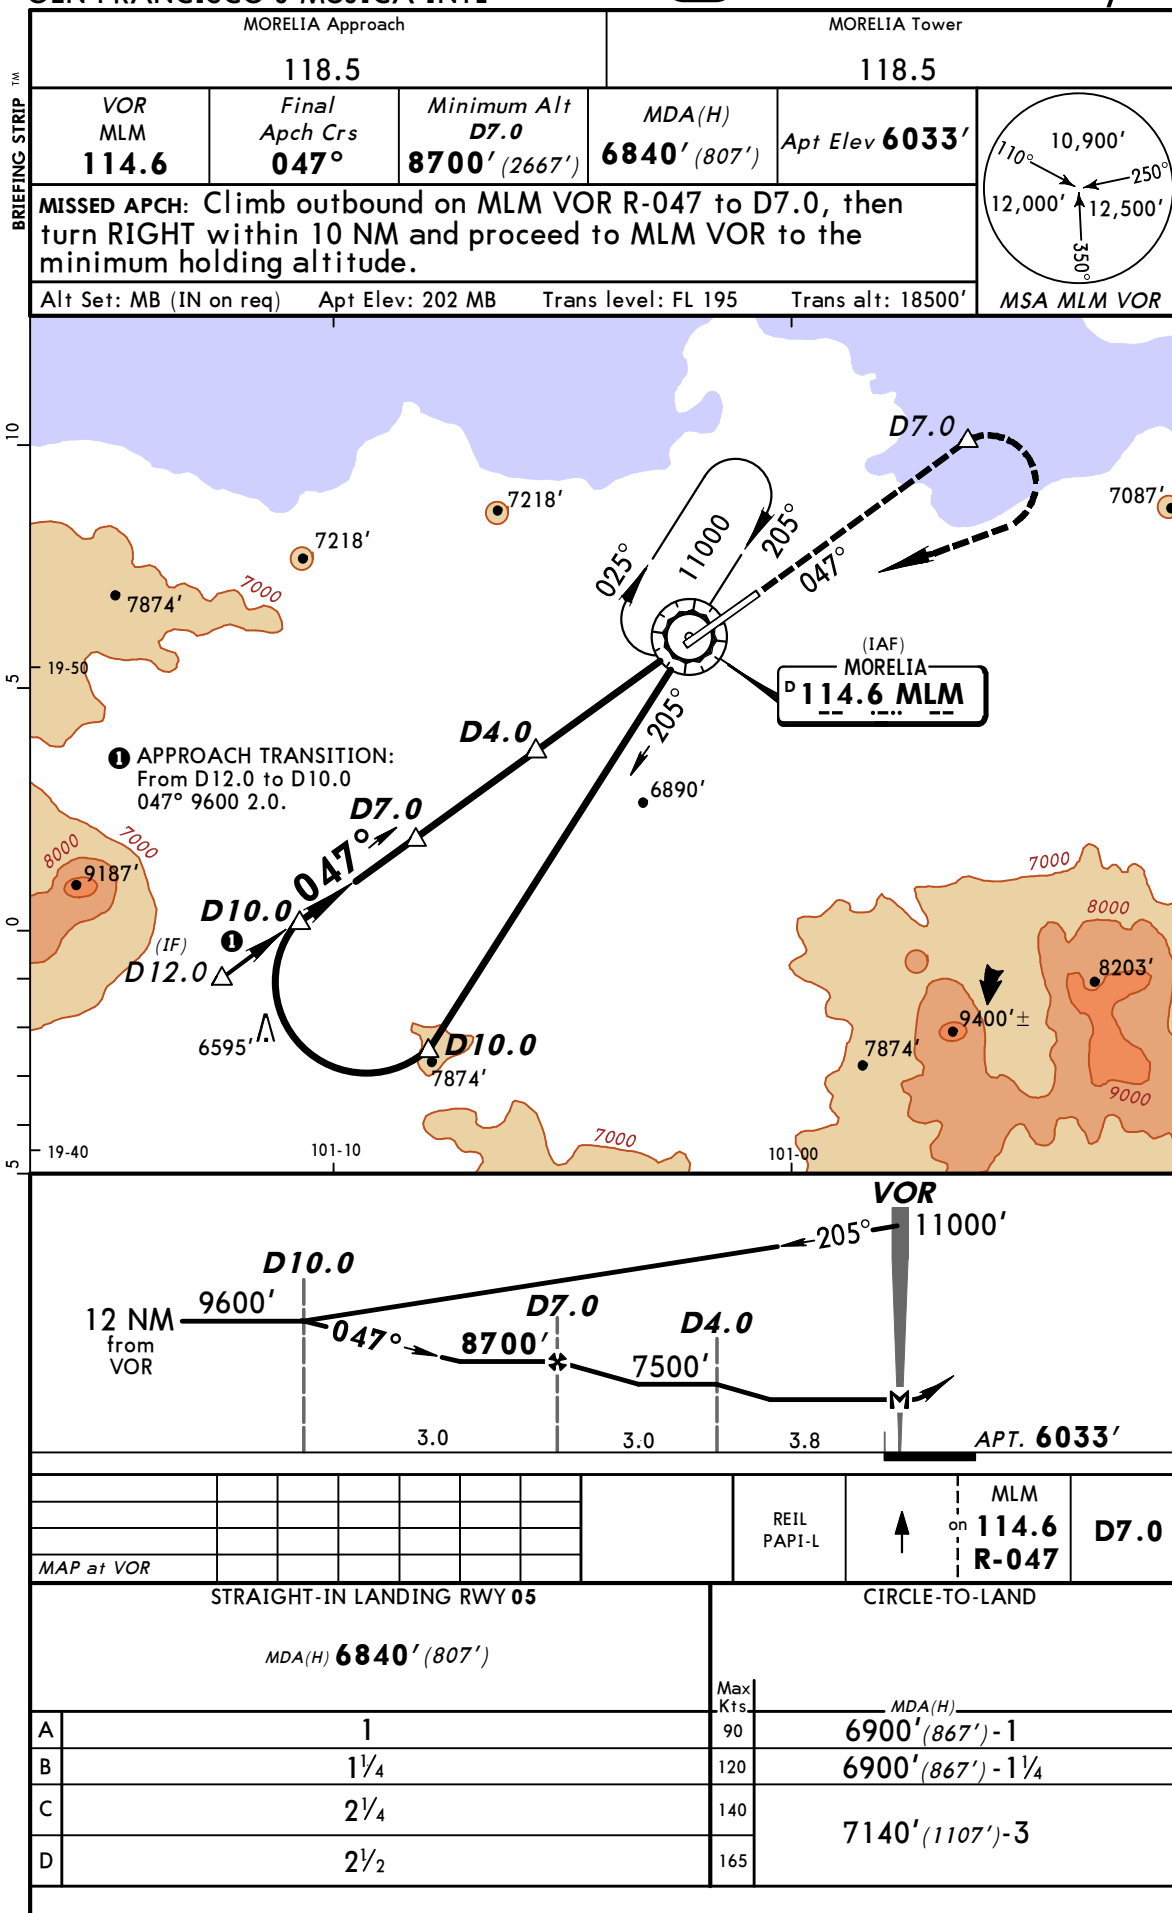 MORELIA Approach
118.5
MORELIA Tower
118.5
BRIEFING STRIP TM
VOR
MLM
114.6
Final
Apch Crs
047°
Minimum Alt
D7.0
8700' (2667')
MDA(H)
6840' (807')
Apt Elev 6033'
MISSED APCH: Climb outbound on MLM VOR R-047 to D7.0, then
turn RIGHT within 10 NM and proceed to MLM VOR to the
minimum holding altitude.
Alt Set: MB (IN on req) Apt Elev: 202 MB Trans level: FL 195 Trans alt: 18500'
10,900'
110°
250°
12,000'
12,500'
350°
MSA MLM VOR
10
5
0
5
D7.0
7218'
7218'
7087'
7874'
7000
025°
11000
205°
047°
19-50
(IAF)
MORELIA
D 114.6 MLM
205°
D4.0
6890'
1 APPROACH TRANSITION:
From D12.0 to D10.0
047° 9600 2.0.
D7.0
047°
8000
7000
9187'
D10.0
(IF)
1
D12.0
6595'
D10.0
7874'
7000
8000
8203'
9400'±
7874'
9000
7000
19-40
101-10
101-00
VOR
11000'
205°
D10.0
9600'
12 NM
from
VOR
047°
8700'
D7.0
7500'
D4.0
M
3.0
3.0
3.8
APT. 6033'
MAP at VOR
REIL
PAPI-L
on
MLM
114.6
R-047
D7.0
STRAIGHT-IN LANDING RWY 05
CIRCLE-TO-LAND
MDA(H) 6840' (807')
Max
Kts
MDA(H)
A 1 90 6900' (867') - 1
B 1¼ 120 6900' (867') - 1¼
C 2¼ 140
7140' (1107') - 3
D 2½ 165